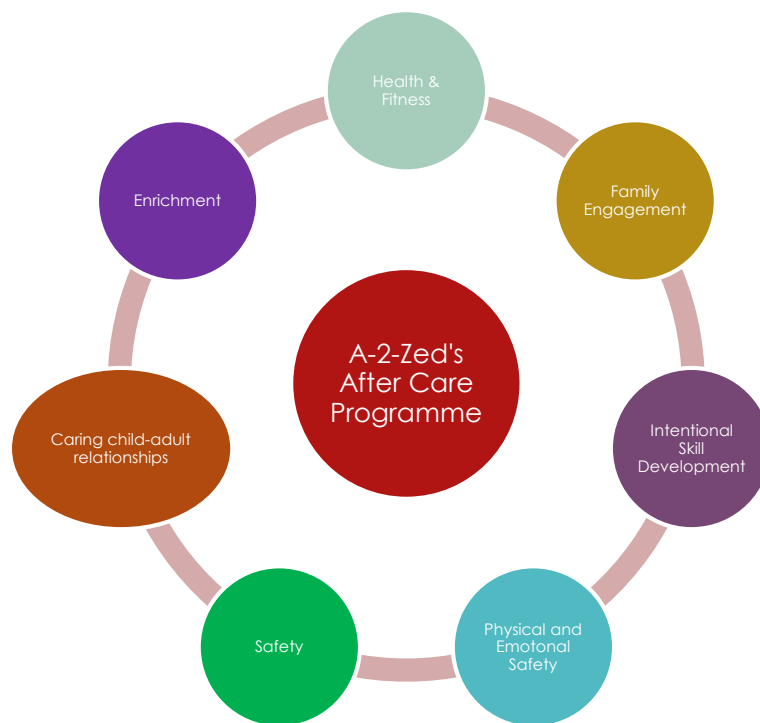 Health &
Fitness
Family
Engagement
Intentional
Skill
Development
Physical and
Emotonal
Safety
Safety
Caring child-adult
relationships
Enrichment
A-2-Zed's
After Care
Programme